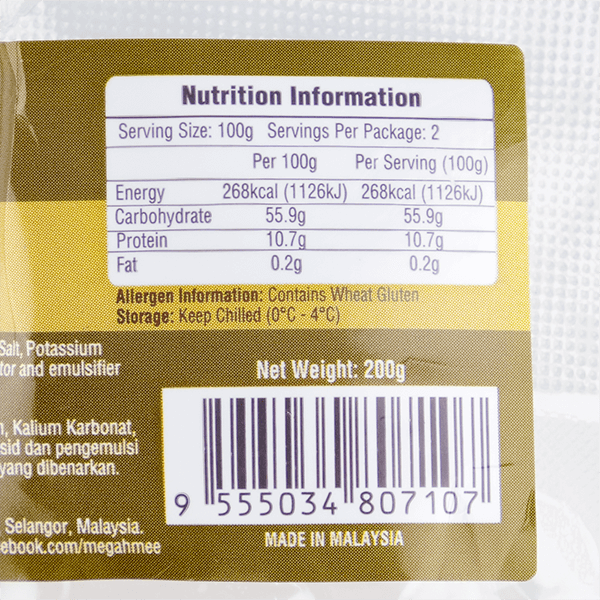 Nutrition Information
Serving Size: 100g Servings Per Package: 2
Per 100g Per Serving (100g)
Energy 268kcal (1126kJ) 268kcal (1126kJ)
Carbohydrate 55.9g 55.9g
Protein 10.7g 10.7g
Fat 0.2g 0.2g
Allergen Information: Contains Wheat Gluten
Storage: Keep Chilled (0°C - 4°C)
Salt, Potassium
tor and emulsifier
Net Weight: 200g
, Kalium Karbonat,
sid dan pengemulsi
yang dibenarkan.
Selangor, Malaysia.
ebook.com/megahmee
9 555034 807107
MADE IN MALAYSIA